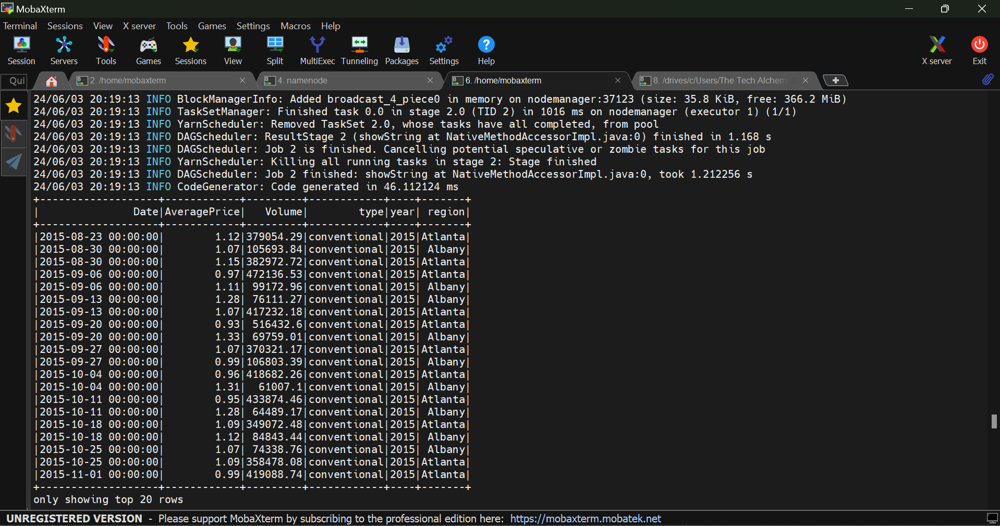 MobaXterm
Terminal Sessions View X server Tools Games Settings Macros Help
Session Servers Tools Games Sessions View Split MultiExec Tunneling Packages Settings Help X server Exit
Qui 2. /home/mobaxterm 4. namenode 6. /home/mobaxterm 8. /drives/c/Users/The Tech Alchem
24/06/03 20:19:13 INFO BlockManagerInfo: Added broadcast_4_piece0 in memory on nodemanager:37123 (size: 35.8 KiB, free: 366.2 MiB)
24/06/03 20:19:13 INFO TaskSetManager: Finished task 0.0 in stage 2.0 (TID 2) in 1016 ms on nodemanager (executor 1) (1/1)
24/06/03 20:19:13 INFO YarnScheduler: Removed TaskSet 2.0, whose tasks have all completed, from pool
24/06/03 20:19:13 INFO DAGScheduler: ResultStage 2 (showString at NativeMethodAccessorImpl.java:0) finished in 1.168 s
24/06/03 20:19:13 INFO DAGScheduler: Job 2 is finished. Cancelling potential speculative or zombie tasks for this job
24/06/03 20:19:13 INFO YarnScheduler: Killing all running tasks in stage 2: Stage finished
24/06/03 20:19:13 INFO DAGScheduler: Job 2 finished: showString at NativeMethodAccessorImpl.java:0, took 1.212256 s
24/06/03 20:19:13 INFO CodeGenerator: Code generated in 46.112124 ms
+-------------------+------------+---------+------------+----+-------+
|               Date|AveragePrice|   Volume|        type|year| region|
+-------------------+------------+---------+------------+----+-------+
|2015-08-23 00:00:00|        1.12|379054.29|conventional|2015|Atlanta|
|2015-08-30 00:00:00|        1.07|105693.84|conventional|2015| Albany|
|2015-08-30 00:00:00|        1.15|382972.72|conventional|2015|Atlanta|
|2015-09-06 00:00:00|        0.97|472136.53|conventional|2015|Atlanta|
|2015-09-06 00:00:00|        1.11| 99172.96|conventional|2015| Albany|
|2015-09-13 00:00:00|        1.28| 76111.27|conventional|2015| Albany|
|2015-09-13 00:00:00|        1.07|417232.18|conventional|2015|Atlanta|
|2015-09-20 00:00:00|        0.93| 516432.6|conventional|2015|Atlanta|
|2015-09-20 00:00:00|        1.33| 69759.01|conventional|2015| Albany|
|2015-09-27 00:00:00|        1.07|370321.17|conventional|2015|Atlanta|
|2015-09-27 00:00:00|        0.99|106803.39|conventional|2015| Albany|
|2015-10-04 00:00:00|        0.96|418682.26|conventional|2015|Atlanta|
|2015-10-04 00:00:00|        1.31|  61007.1|conventional|2015| Albany|
|2015-10-11 00:00:00|        0.95|433874.46|conventional|2015|Atlanta|
|2015-10-11 00:00:00|        1.28| 64489.17|conventional|2015| Albany|
|2015-10-18 00:00:00|        1.09|349072.48|conventional|2015|Atlanta|
|2015-10-18 00:00:00|        1.12| 84843.44|conventional|2015| Albany|
|2015-10-25 00:00:00|        1.07| 74338.76|conventional|2015| Albany|
|2015-10-25 00:00:00|        1.09|358478.08|conventional|2015|Atlanta|
|2015-11-01 00:00:00|        0.99|419088.74|conventional|2015|Atlanta|
+-------------------+------------+---------+------------+----+-------+
only showing top 20 rows
UNREGISTERED VERSION - Please support MobaXterm by subscribing to the professional edition here: https://mobaxterm.mobatek.net